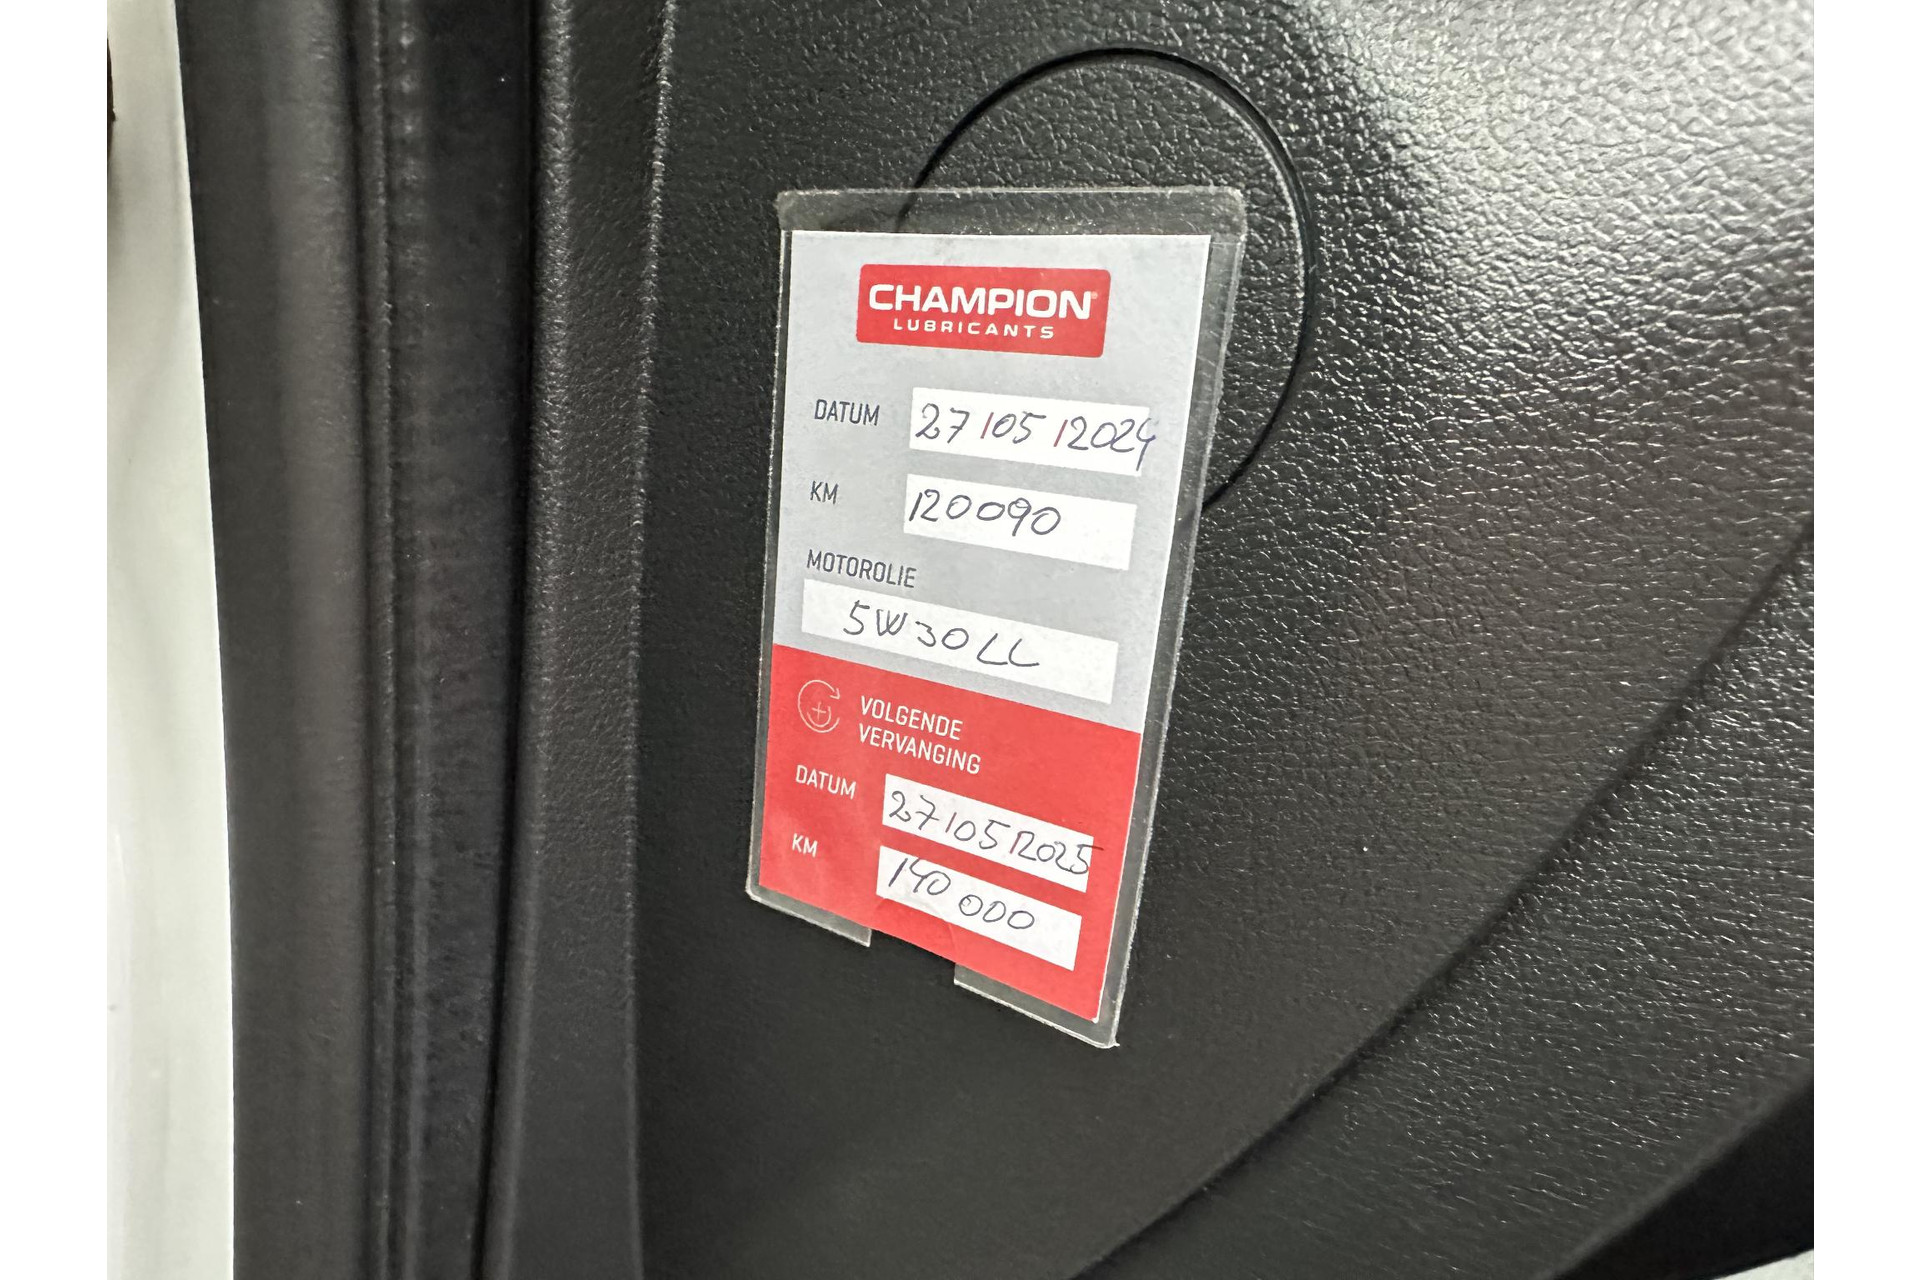 CHAMPION®
LUBRICANTS
DATUM 27/05/2024
KM 120090
MOTOROLIE
5W30LL
VOLGENDE
VERVANGING
DATUM 27/05/2025
KM 140 000